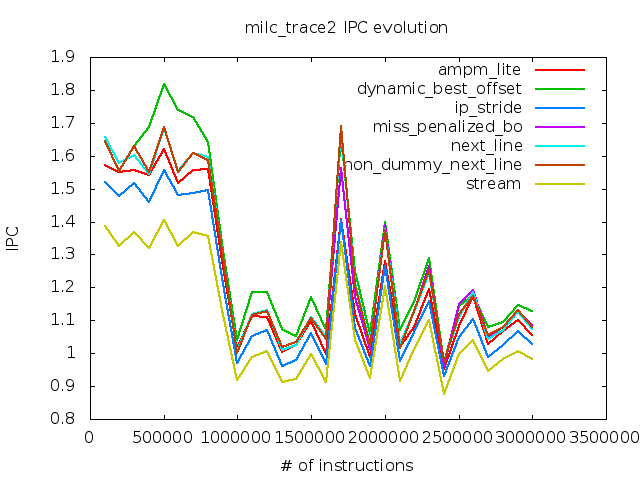 milc_trace2 IPC evolution
1.9
1.8
1.7
1.6
1.5
1.4
1.3
1.2
1.1
1
0.9
0.8
IPC
ampm_lite
dynamic_best_offset
ip_stride
miss_penalized_bo
next_line
non_dummy_next_line
stream
0 500000 1000000 1500000 2000000 2500000 3000000 3500000
# of instructions